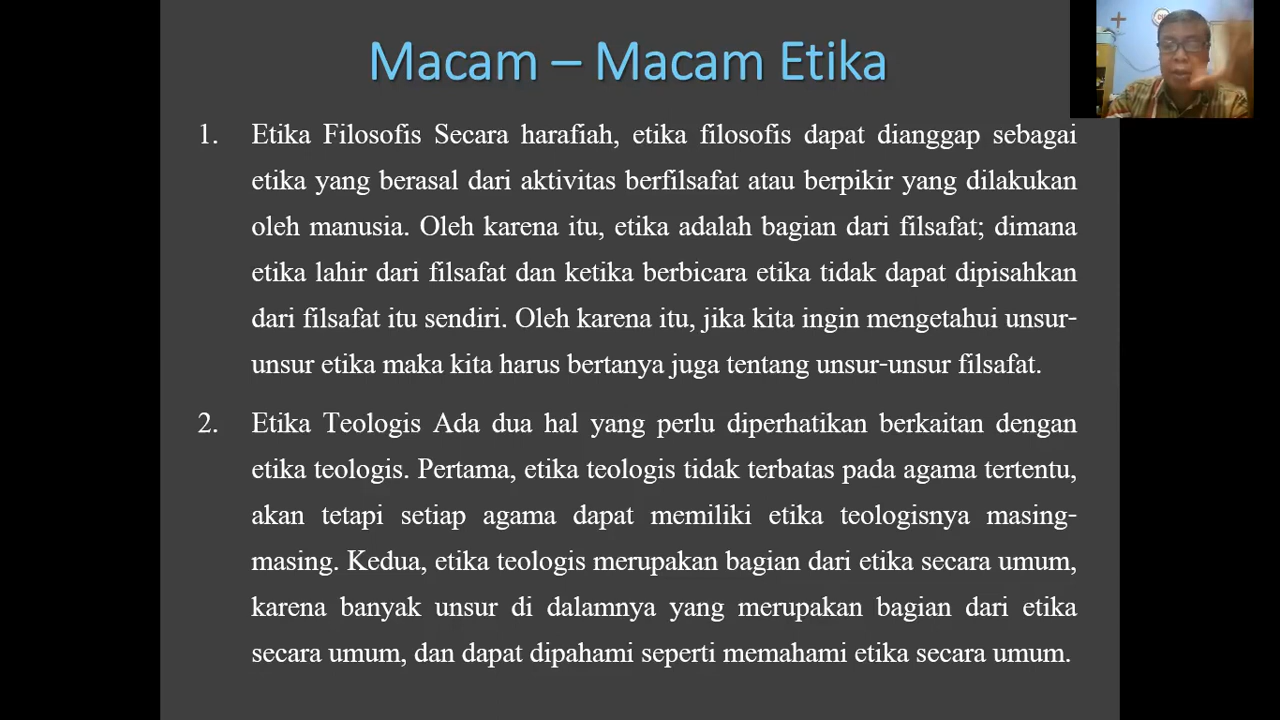 Macam – Macam Etika
1. Etika Filosofis Secara harafiah, etika filosofis dapat dianggap sebagai
etika yang berasal dari aktivitas berfilsafat atau berpikir yang dilakukan
oleh manusia. Oleh karena itu, etika adalah bagian dari filsafat; dimana
etika lahir dari filsafat dan ketika berbicara etika tidak dapat dipisahkan
dari filsafat itu sendiri. Oleh karena itu, jika kita ingin mengetahui unsur-
unsur etika maka kita harus bertanya juga tentang unsur-unsur filsafat.
2. Etika Teologis Ada dua hal yang perlu diperhatikan berkaitan dengan
etika teologis. Pertama, etika teologis tidak terbatas pada agama tertentu,
akan tetapi setiap agama dapat memiliki etika teologisnya masing-
masing. Kedua, etika teologis merupakan bagian dari etika secara umum,
karena banyak unsur di dalamnya yang merupakan bagian dari etika
secara umum, dan dapat dipahami seperti memahami etika secara umum.